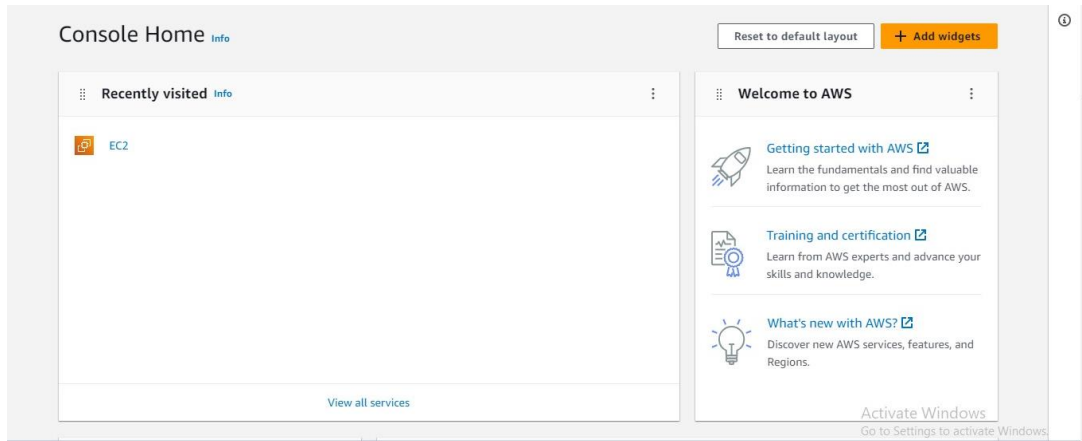 Console Home Info
Reset to default layout
+ Add widgets
Recently visited Info
EC2
View all services
Welcome to AWS
Getting started with AWS
Learn the fundamentals and find valuable
information to get the most out of AWS.
Training and certification
Learn from AWS experts and advance your
skills and knowledge.
What's new with AWS?
Discover new AWS services, features, and
Regions.
Activate Windows
Go to Settings to activate Windows.